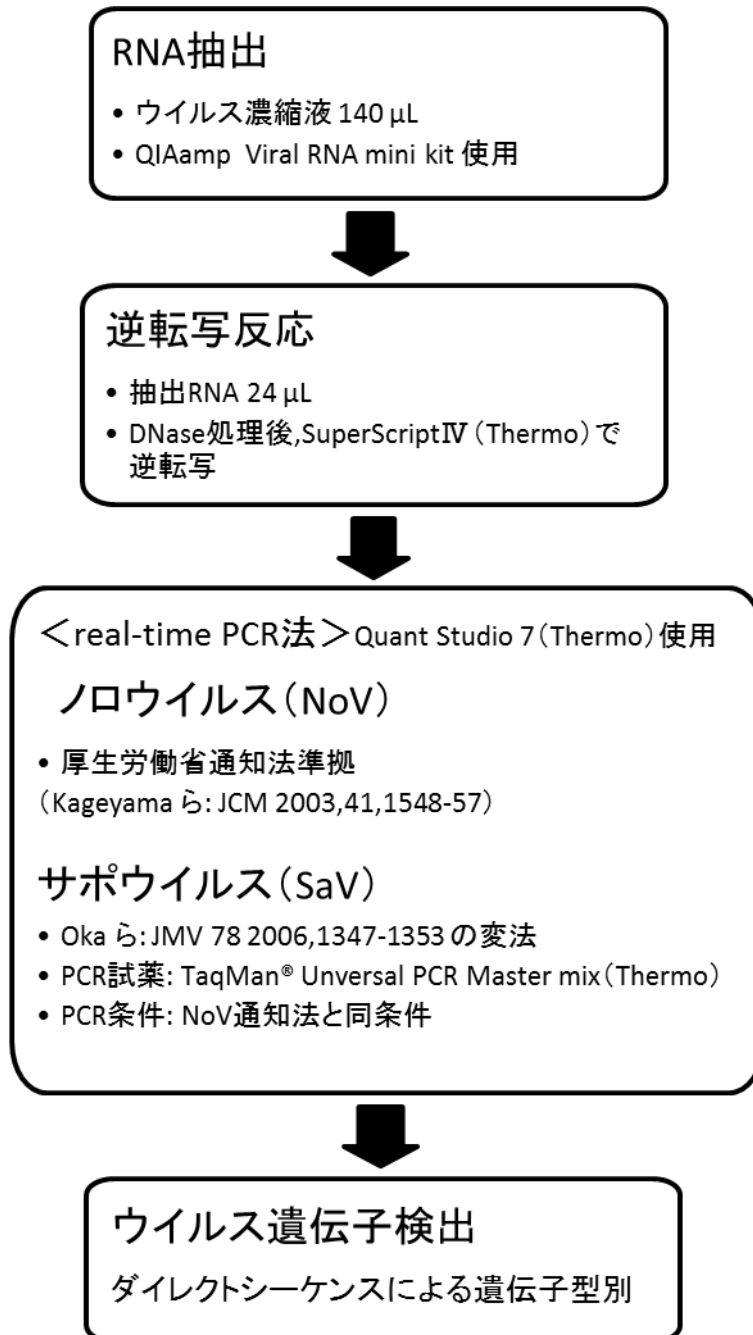 RNA抽出
• ウイルス濃縮液 140 μL
• QIAamp Viral RNA mini kit 使用
逆転写反応
• 抽出RNA 24 μL
• DNase処理後,SuperScriptⅣ（Thermo）で
逆転写
＜real-time PCR法＞Quant Studio 7（Thermo）使用
ノロウイルス（NoV）
• 厚生労働省通知法準拠
（Kageyama ら: JCM 2003,41,1548-57）
サポウイルス（SaV）
• Oka ら: JMV 78 2006,1347-1353 の変法
• PCR試薬: TaqMan® Unversal PCR Master mix（Thermo）
• PCR条件: NoV通知法と同条件
ウイルス遺伝子検出
ダイレクトシーケンスによる遺伝子型別